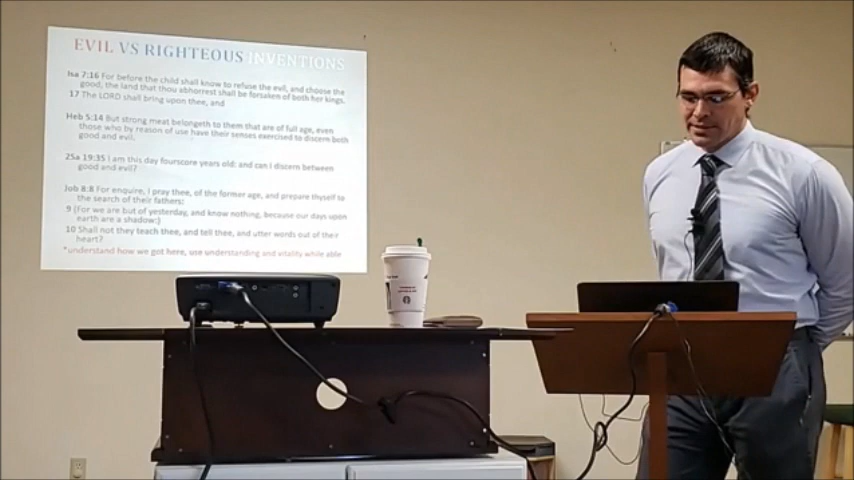 EVIL VS RIGHTEOUS INVENTIONS
Isa 7:16 For before the child shall know to refuse the evil, and choose the
good, the land that thou abhorrest shall be forsaken of both her kings.
17 The LORD shall bring upon thee, and
Heb 5:14 But strong meat belongeth to them that are of full age, even
those who by reason of use have their senses exercised to discern both
good and evil.
2Sa 19:35 I am this day fourscore years old: and can I discern between
good and evil?
Job 8:8 For enquire, I pray thee, of the former age, and prepare thyself to
the search of their fathers:
9 (For we are but of yesterday, and know nothing, because our days upon
earth are a shadow:)
10 Shall not they teach thee, and tell thee, and utter words out of their
heart?
*understand how we got here, use understanding and vitality while able